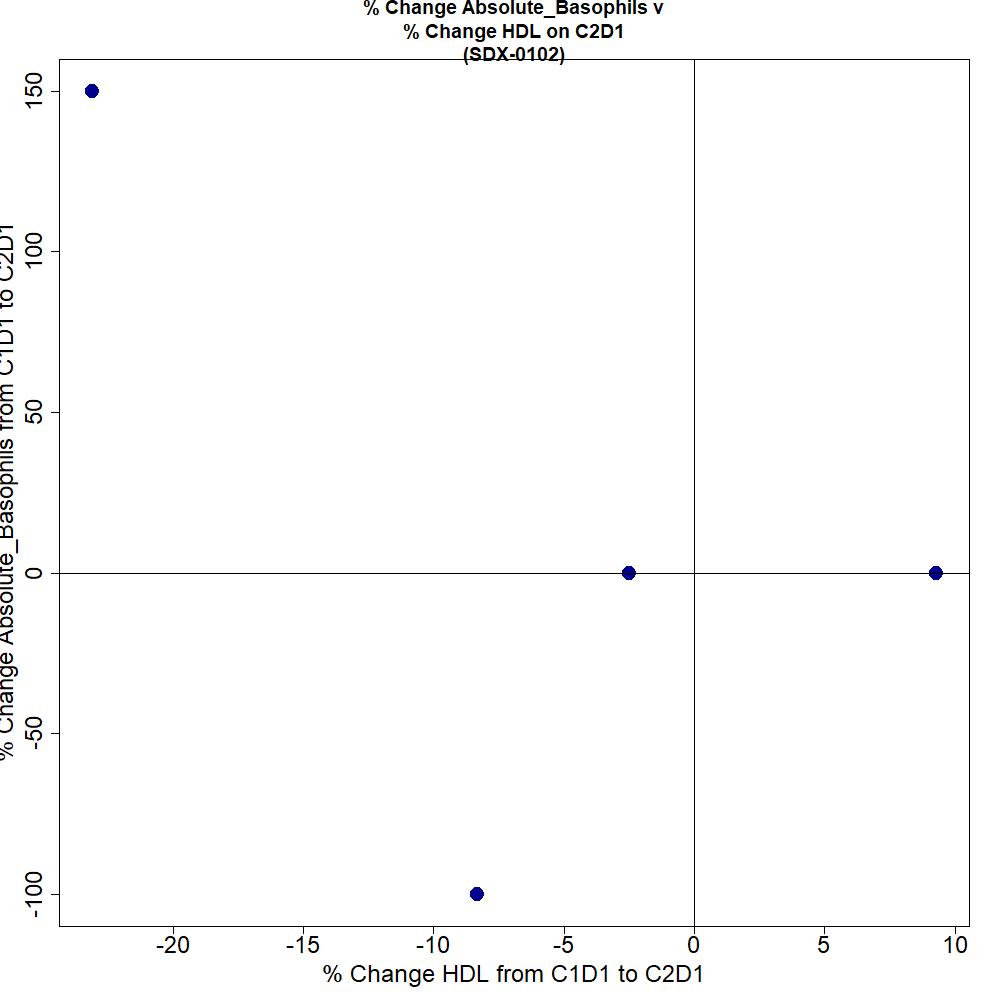 % Change Absolute_Basophils v
% Change HDL on C2D1
(SDX-0102)
% Change Absolute_Basophils from C1D1 to C2D1
150
100
50
0
-50
-100
-20 -15 -10 -5 0 5 10
% Change HDL from C1D1 to C2D1